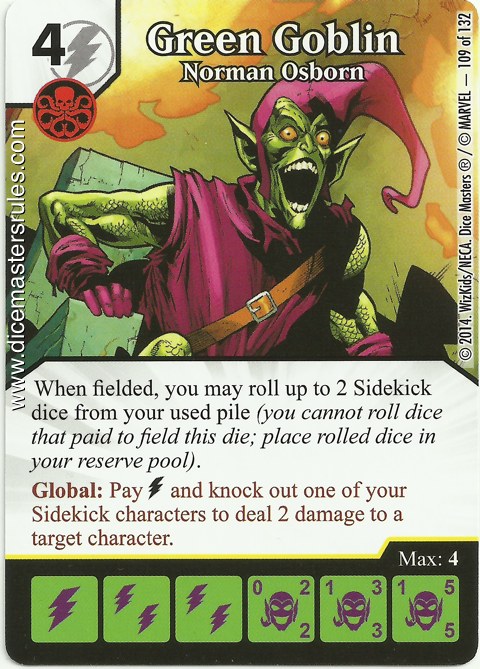 4
Green Goblin
Norman Osborn
www.dicemastersrules.com
© 2014. WizKids/NECA. Dice Masters ® / © MARVEL — 109 of 132
When fielded, you may roll up to 2 Sidekick
dice from your used pile (you cannot roll dice
that paid to field this die; place rolled dice in
your reserve pool).
Global: Pay and knock out one of your
Sidekick characters to deal 2 damage to a
target character.
Max: 4
0 2 2
1 3 3
1 5 5